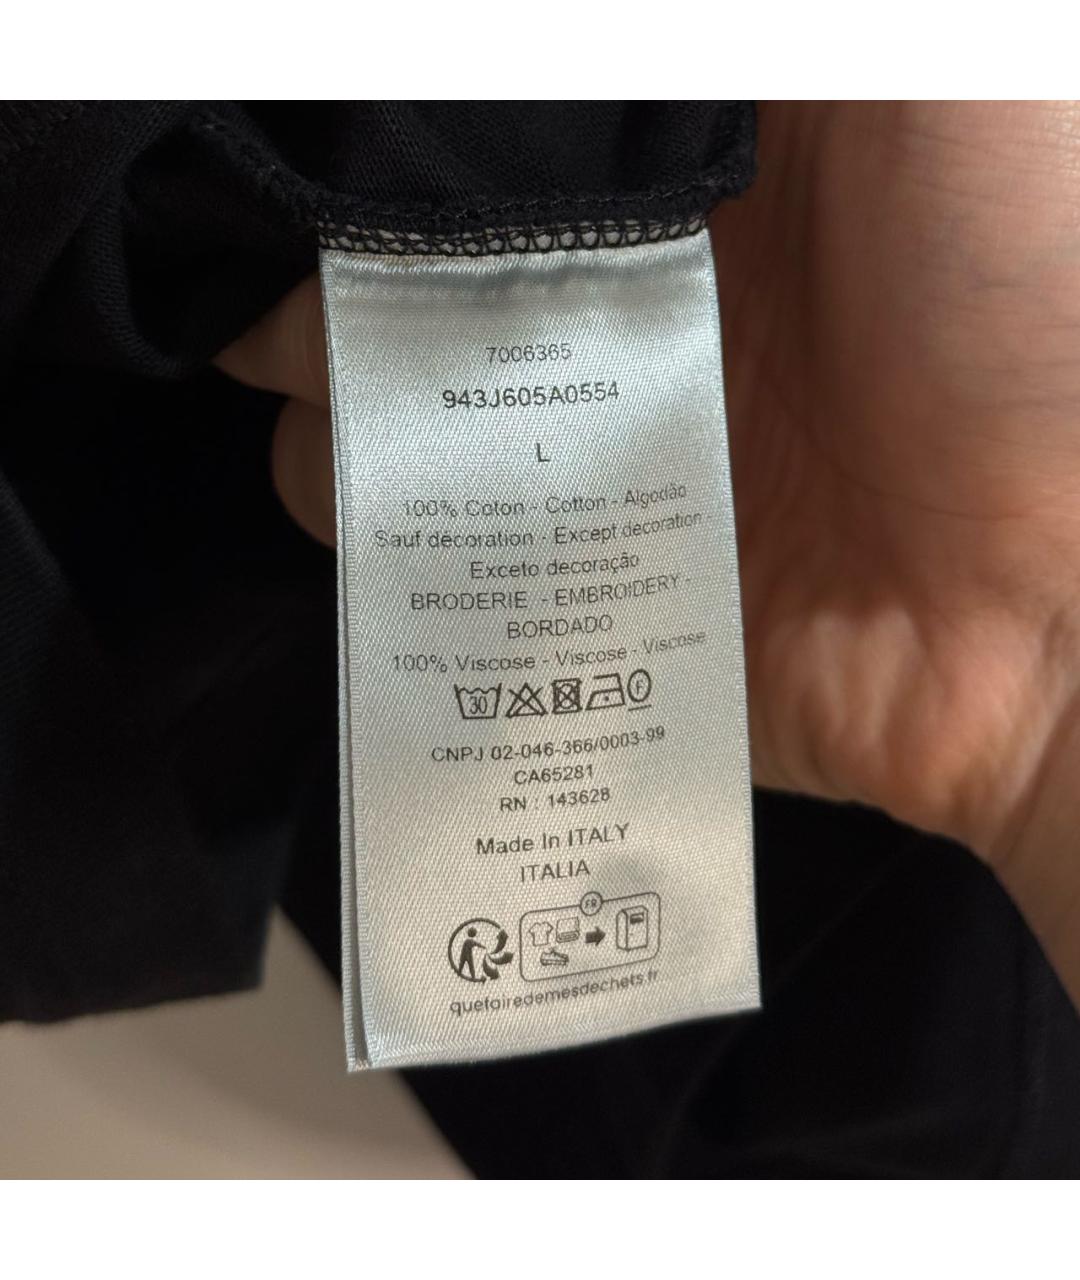 7006365
943J605A0554
L
100% Coton - Cotton - Algodão
Sauf décoration - Except decoration -
Exceto decoração
BRODERIE - EMBROIDERY -
BORDADO
100% Viscose - Viscose - Viscose
30 F
CNPJ 02-046-366/0003-99
CA65281
RN : 143628
Made In ITALY
ITALIA
FR
quefairedemesdechets.fr